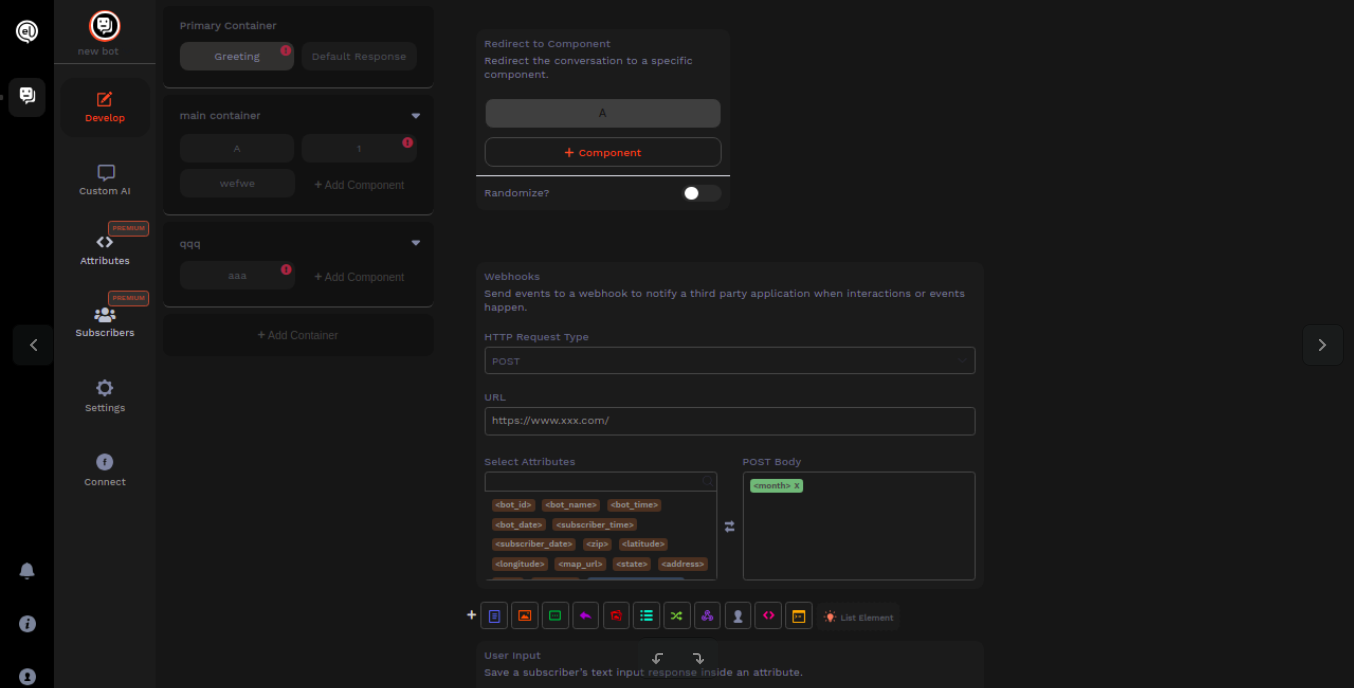 new bot
Develop
Custom AI
PREMIUM
Attributes
PREMIUM
Subscribers
Settings
Connect
Primary Container
Greeting
Default Response
main container
A
1
wefwe
+ Add Component
qqq
aaa
+ Add Component
+ Add Container
Redirect to Component
Redirect the conversation to a specific
component.
A
+ Component
Randomize?
Webhooks
Send events to a webhook to notify a third party application when interactions or events
happen.
HTTP Request Type
POST
URL
https://www.xxx.com/
Select Attributes
<bot_id> <bot_name> <bot_time>
<bot_date> <subscriber_time>
<subscriber_date> <zip> <latitude>
<longitude> <map_url> <state> <address>
POST Body
<month> X
List Element
User Input
Save a subscriber's text input response inside an attribute.